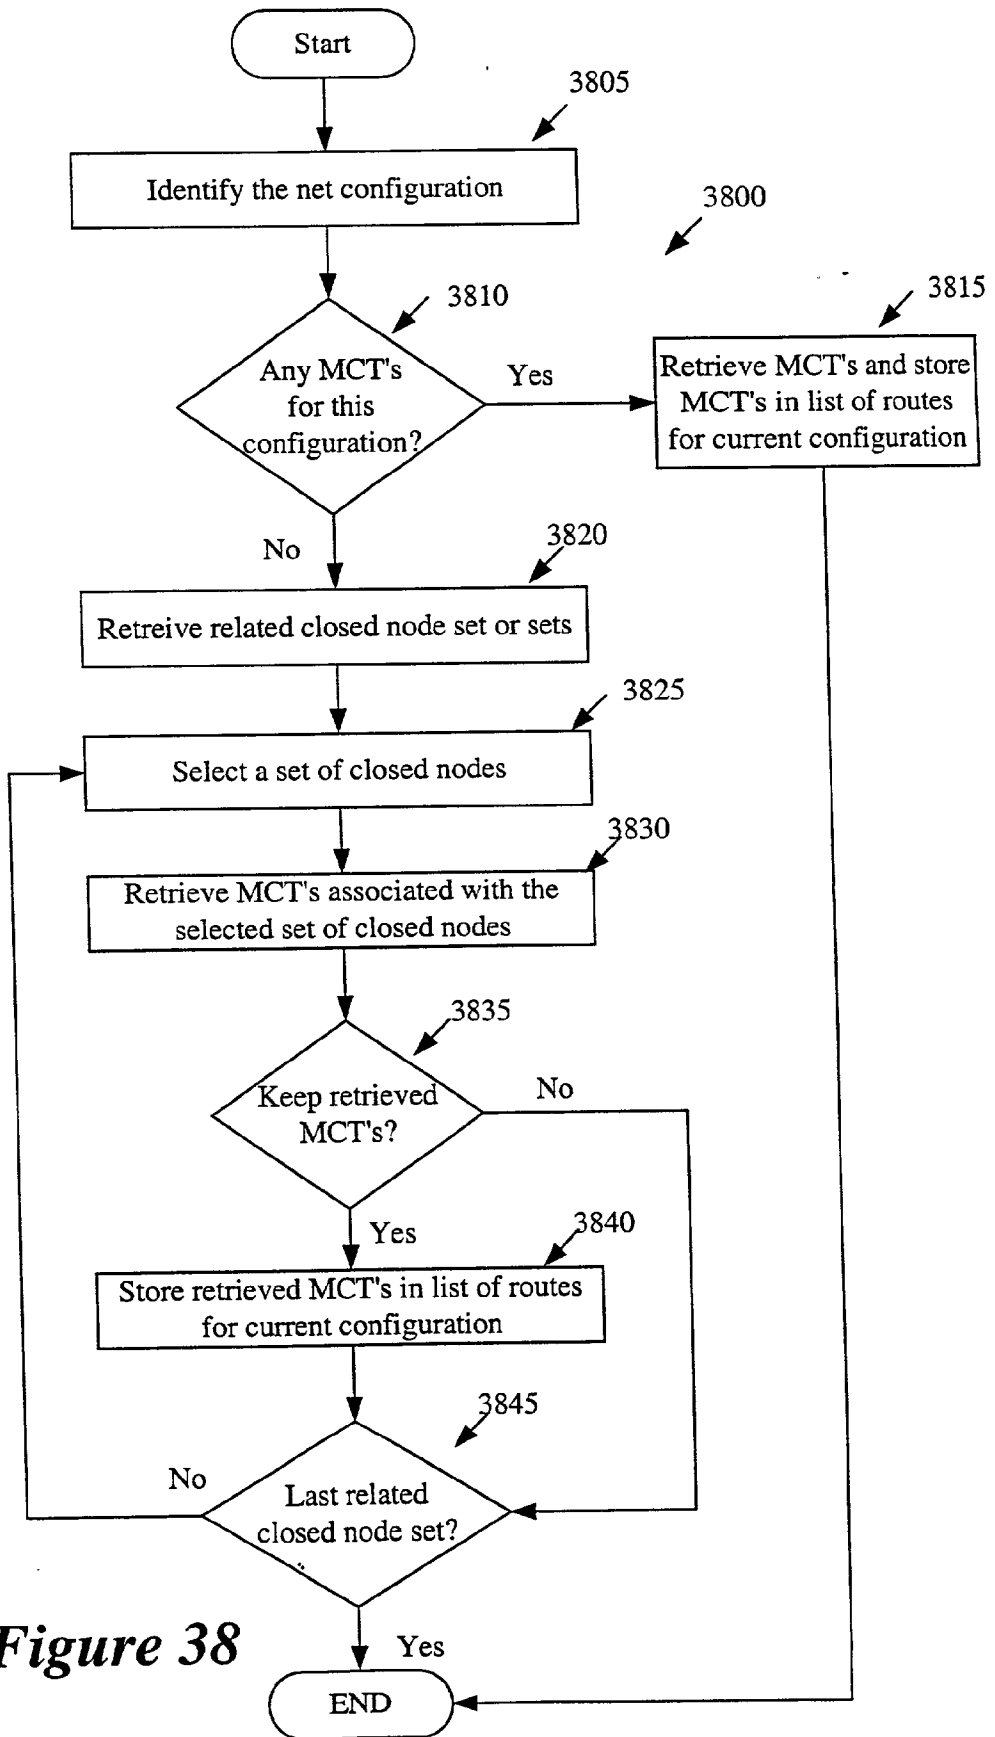 Start
3805
Identify the net configuration
3800
3810
3815
Any MCT's
for this
configuration?
Yes
Retrieve MCT's and store
MCT's in list of routes
for current configuration
No
3820
Retreive related closed node set or sets
3825
Select a set of closed nodes
3830
Retrieve MCT's associated with the
selected set of closed nodes
3835
Keep retrieved
MCT's?
No
Yes
3840
Store retrieved MCT's in list of routes
for current configuration
3845
No
Last related
closed node set?
Yes
Figure 38
END